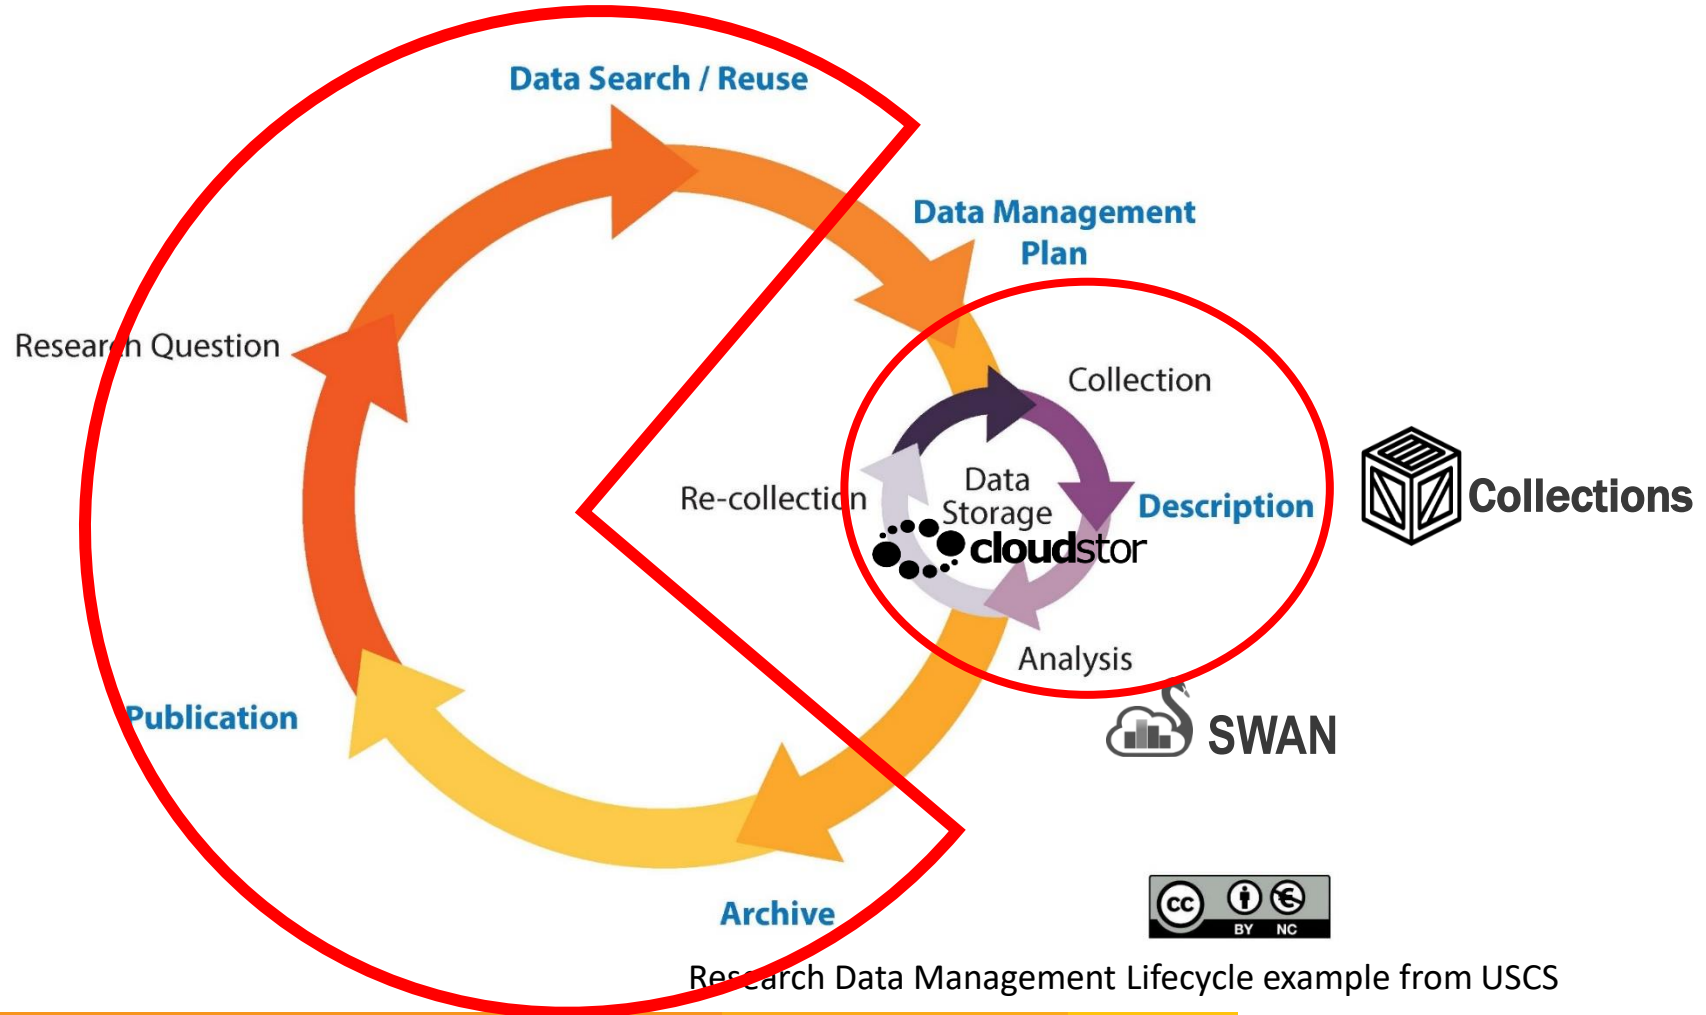 Data Search / Reuse
Data Management
Plan
Research Question
Collection
Re-collection
Data
Storage
Description
Collections
cloudstor
Analysis
SWAN
Publication
Archive
cc
BY NC
Research Data Management Lifecycle example from USCS